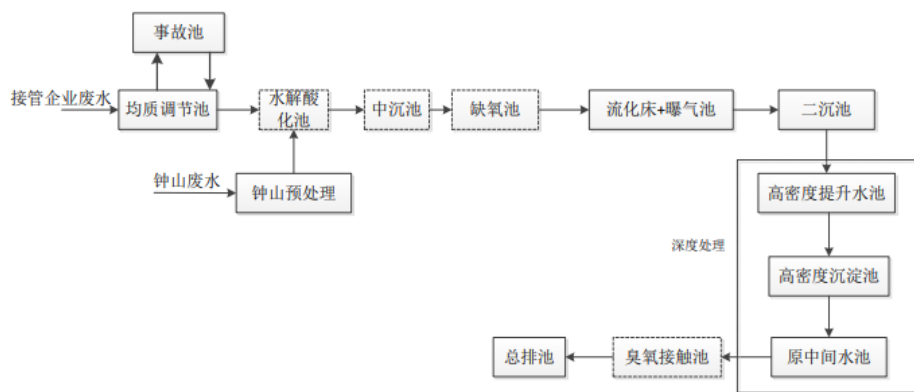 事故池
接管企业废水
均质调节池
水解酸
化池
中沉池
缺氧池
流化床+曝气池
二沉池
钟山废水
钟山预处理
高密度提升水池
深度处理
高密度沉淀池
总排池
臭氧接触池
原中间水池